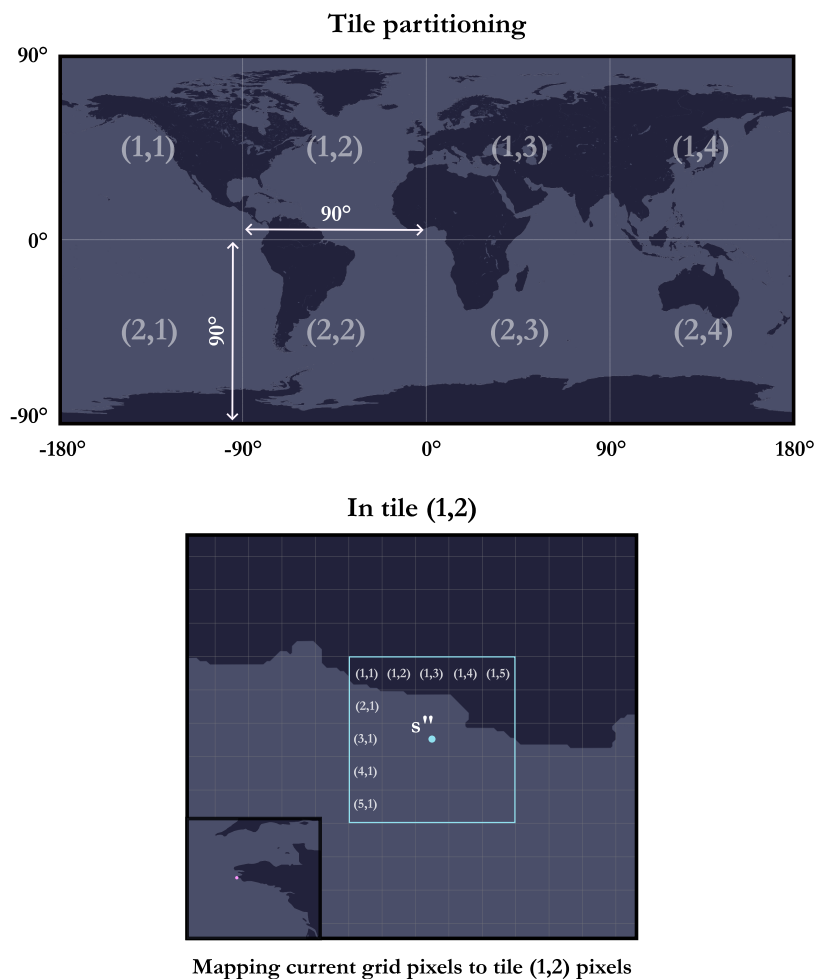 Tile partitioning
90°
(1,1) (1,2) (1,3) (1,4)
90°
0°
90°
(2,1) (2,2) (2,3) (2,4)
-90°
-180° -90° 0° 90° 180°
In tile (1,2)
(1,1) (1,2) (1,3) (1,4) (1,5)
(2,1)
s"
(3,1)
(4,1)
(5,1)
Mapping current grid pixels to tile (1,2) pixels